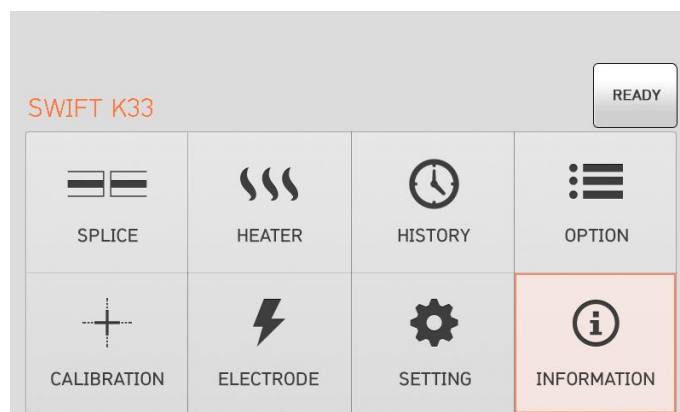 READY
SWIFT K33
SPLICE HEATER HISTORY OPTION
CALIBRATION ELECTRODE SETTING INFORMATION